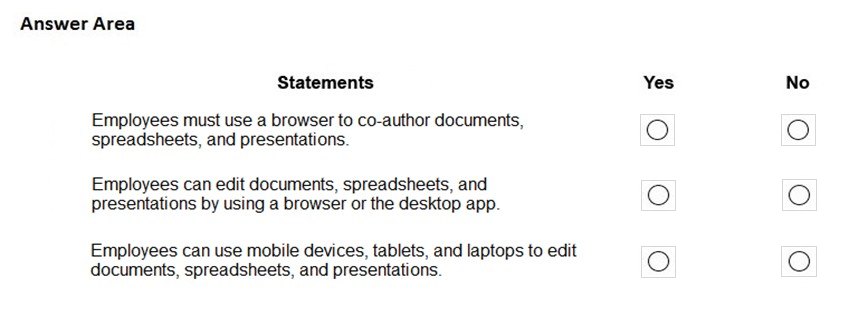 Answer Area
Statements Yes No
Employees must use a browser to co-author documents,
spreadsheets, and presentations.
Employees can edit documents, spreadsheets, and
presentations by using a browser or the desktop app.
Employees can use mobile devices, tablets, and laptops to edit
documents, spreadsheets, and presentations.